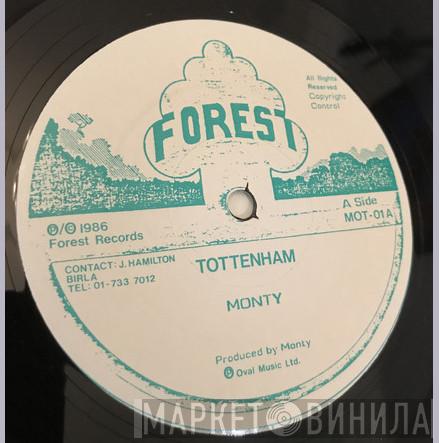 FOREST
All Rights
Reserved
Copyright
Control
℗/© 1986
Forest Records
A Side
MOT-01A
CONTACT: J. HAMILTON
BIRLA
TEL: 01-733 7012
TOTTENHAM
MONTY
Produced by Monty
℗ Oval Music Ltd.
МАРКЕТ ВИНИЛА